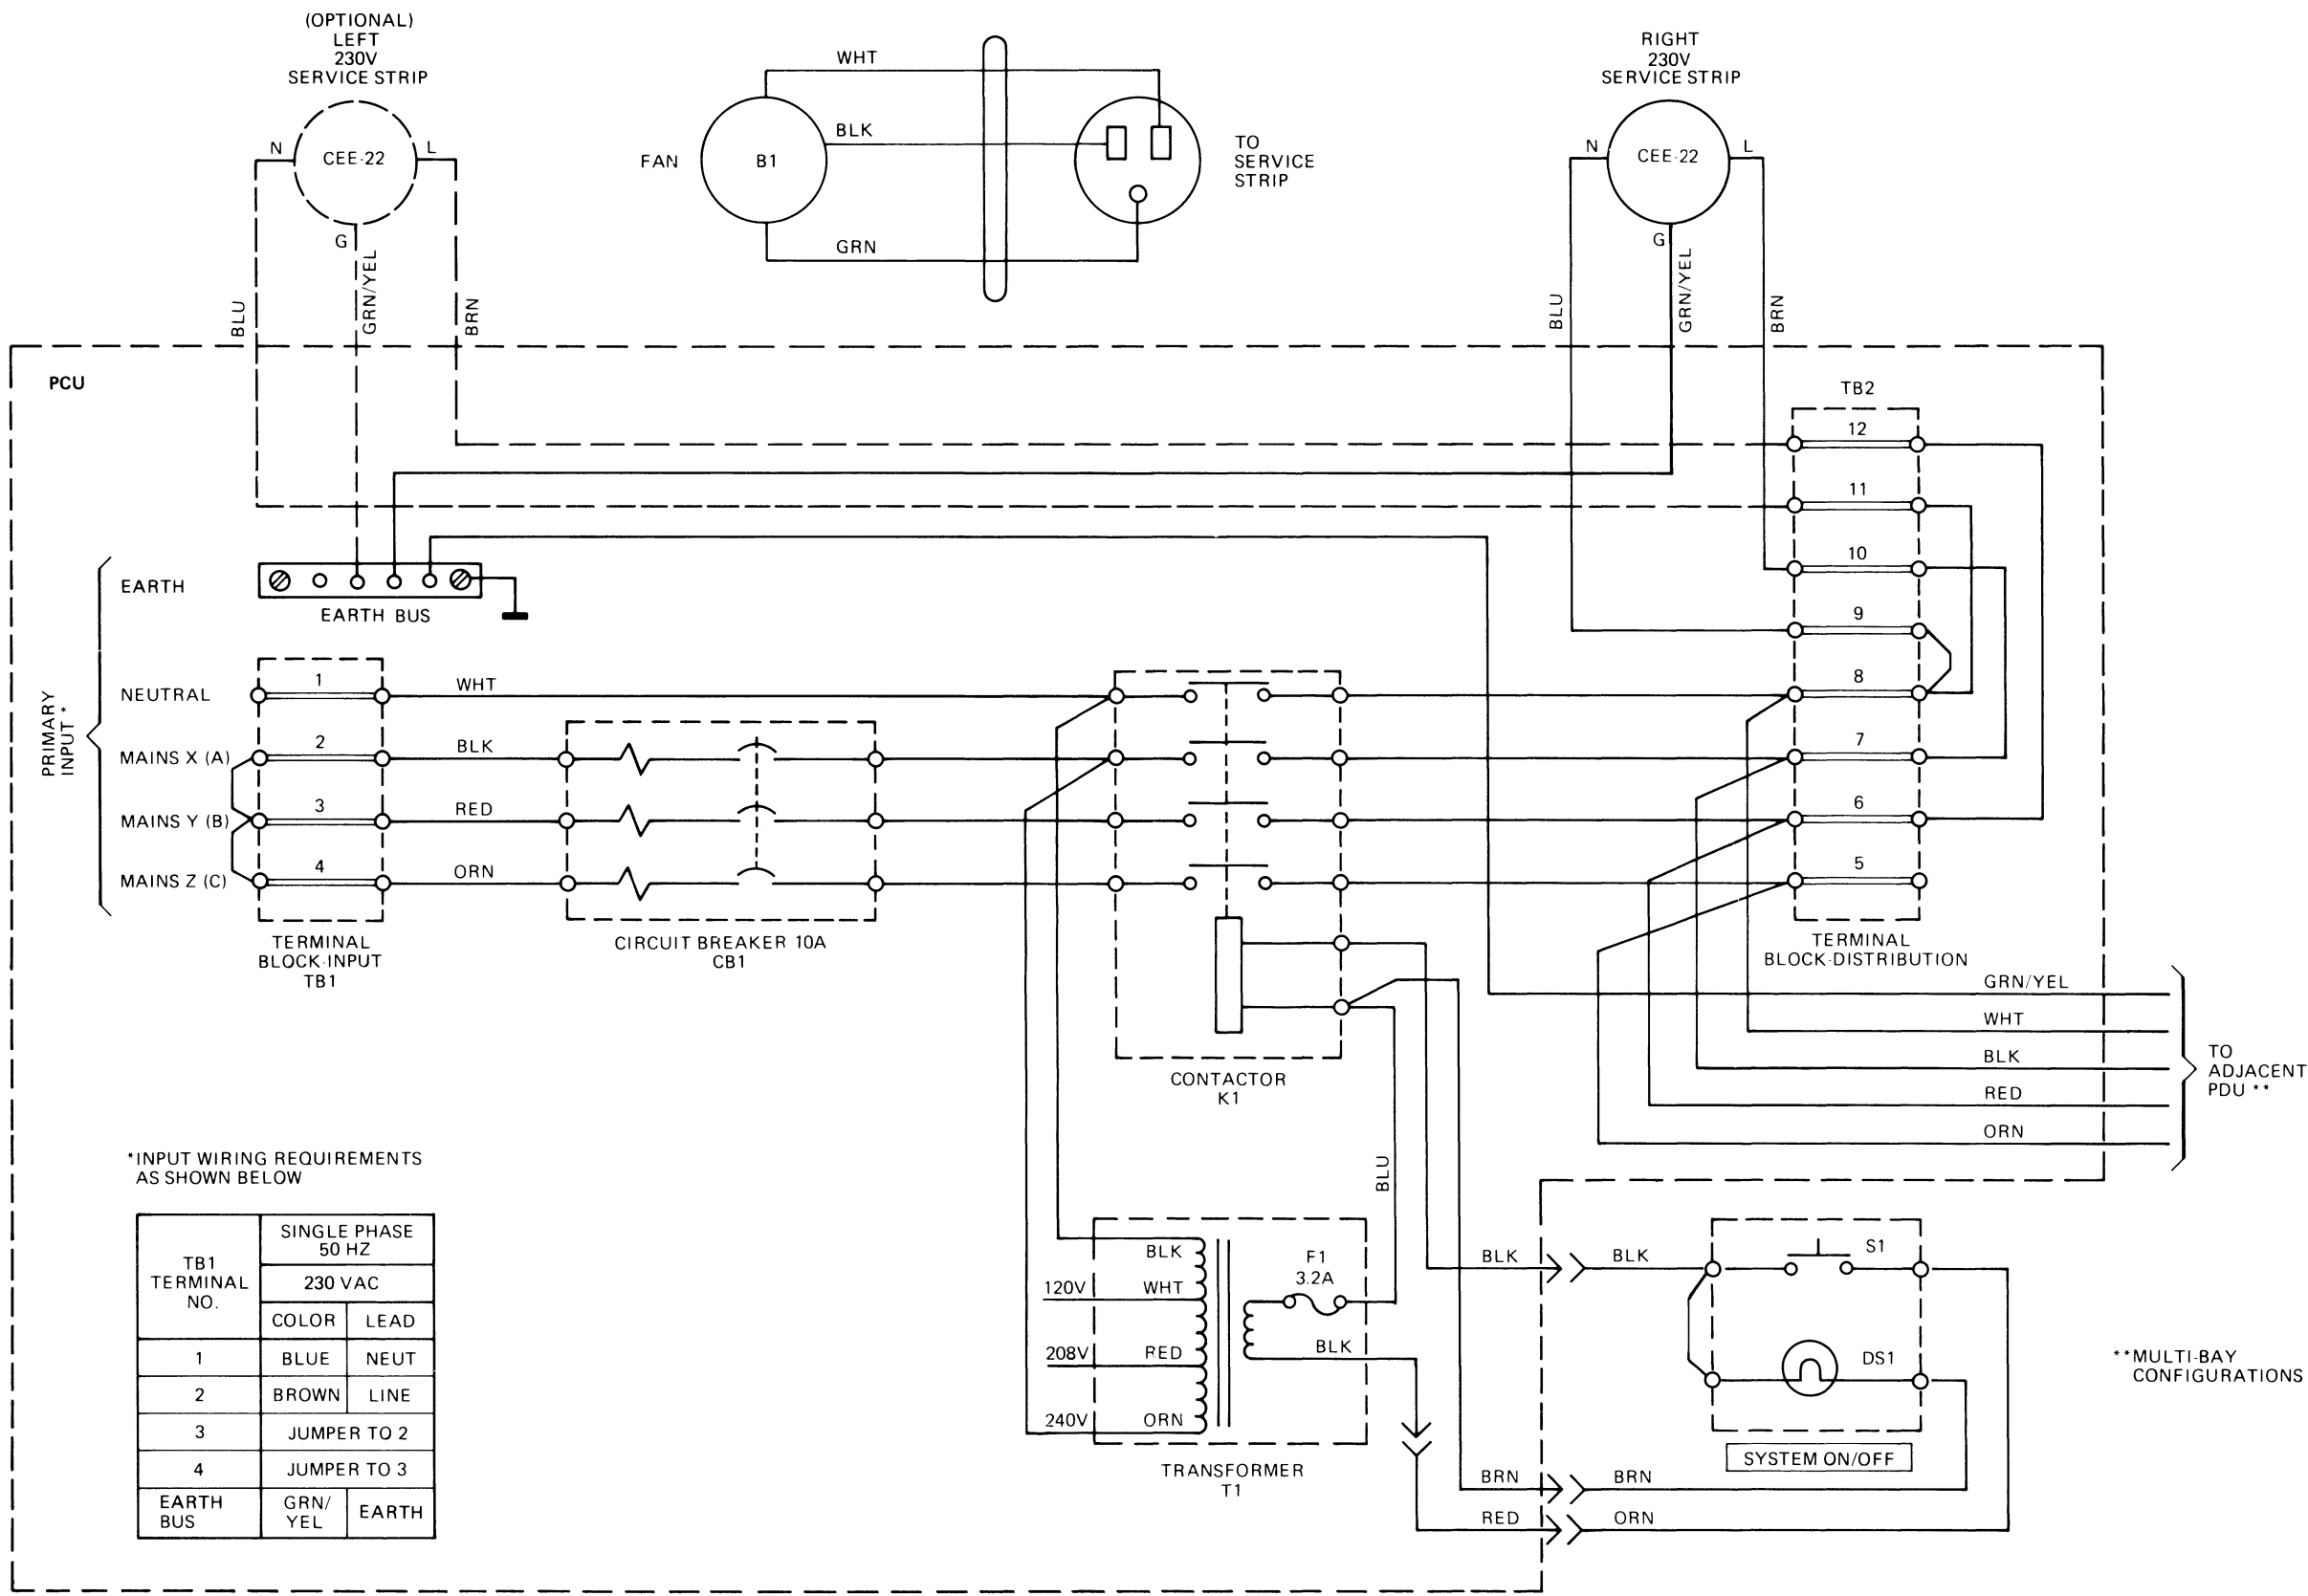 (OPTIONAL)
LEFT
230V
SERVICE STRIP
N
CEE-22
L
G
BLU
GRN/YEL
BRN
WHT
BLK
FAN
B1
GRN
TO
SERVICE
STRIP
RIGHT
230V
SERVICE STRIP
N
CEE-22
L
G
BLU
GRN/YEL
BRN
PCU
TB2
12
11
10
9
8
7
6
5
TERMINAL
BLOCK-DISTRIBUTION
PRIMARY
INPUT *
EARTH
EARTH BUS
NEUTRAL
MAINS X (A)
MAINS Y (B)
MAINS Z (C)
1
2
3
4
TERMINAL
BLOCK-INPUT
TB1
WHT
BLK
RED
ORN
CIRCUIT BREAKER 10A
CB1
CONTACTOR
K1
GRN/YEL
WHT
BLK
RED
ORN
TO
ADJACENT
PDU **
*INPUT WIRING REQUIREMENTS
AS SHOWN BELOW
TB1
TERMINAL
NO.
SINGLE PHASE
50 HZ
230 VAC
COLOR LEAD
1 BLUE NEUT
2 BROWN LINE
3 JUMPER TO 2
4 JUMPER TO 3
EARTH
BUS
GRN/
YEL
EARTH
BLU
BLK
120V WHT
208V RED
240V ORN
F1
3.2A
BLK
TRANSFORMER
T1
BLK BLK
S1
DS1
SYSTEM ON/OFF
BRN BRN
RED ORN
**MULTI-BAY
CONFIGURATIONS